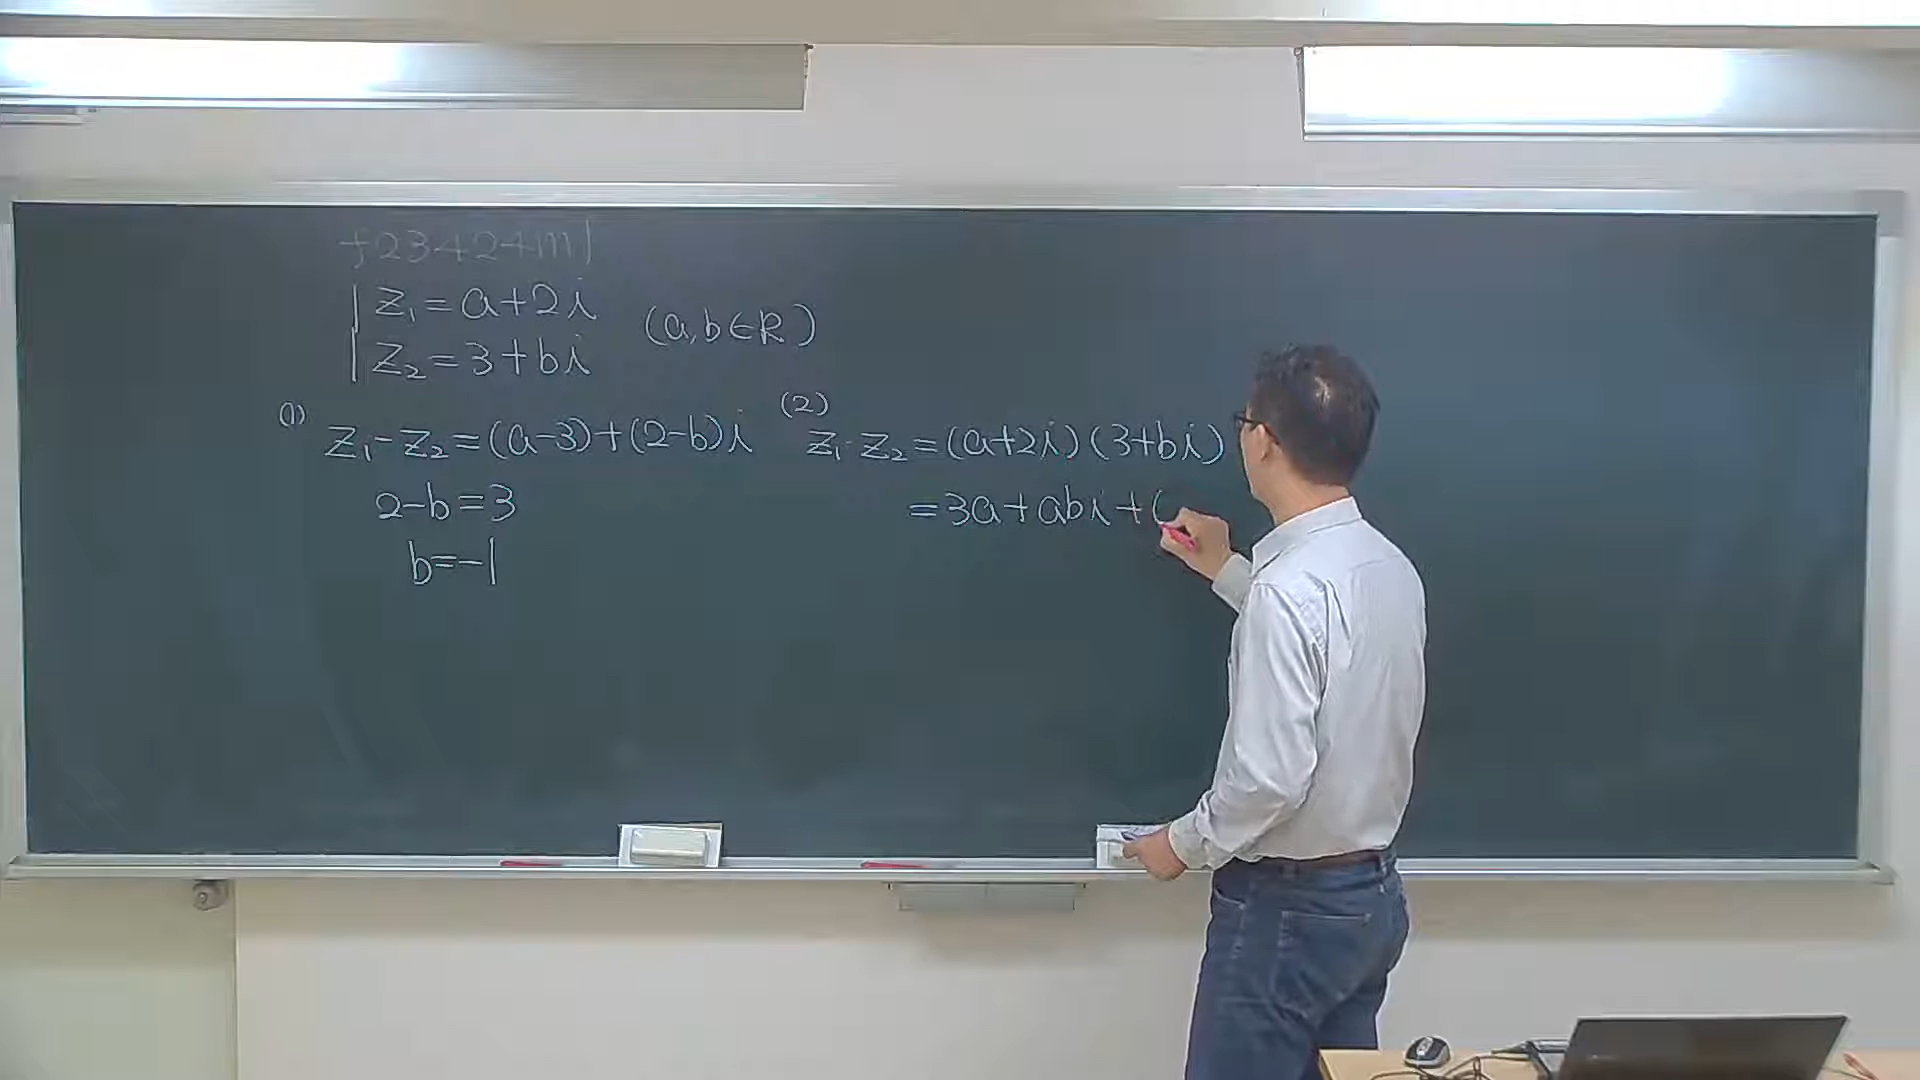 f23424m1
z₁=a+2i
z₂=3+bi
(a,b∈R)
(1)
z₁-z₂=(a-3)+(2-b)i
2-b=3
b=-1
(2)
z₁·z₂=(a+2i)(3+bi)
=3a+abi+